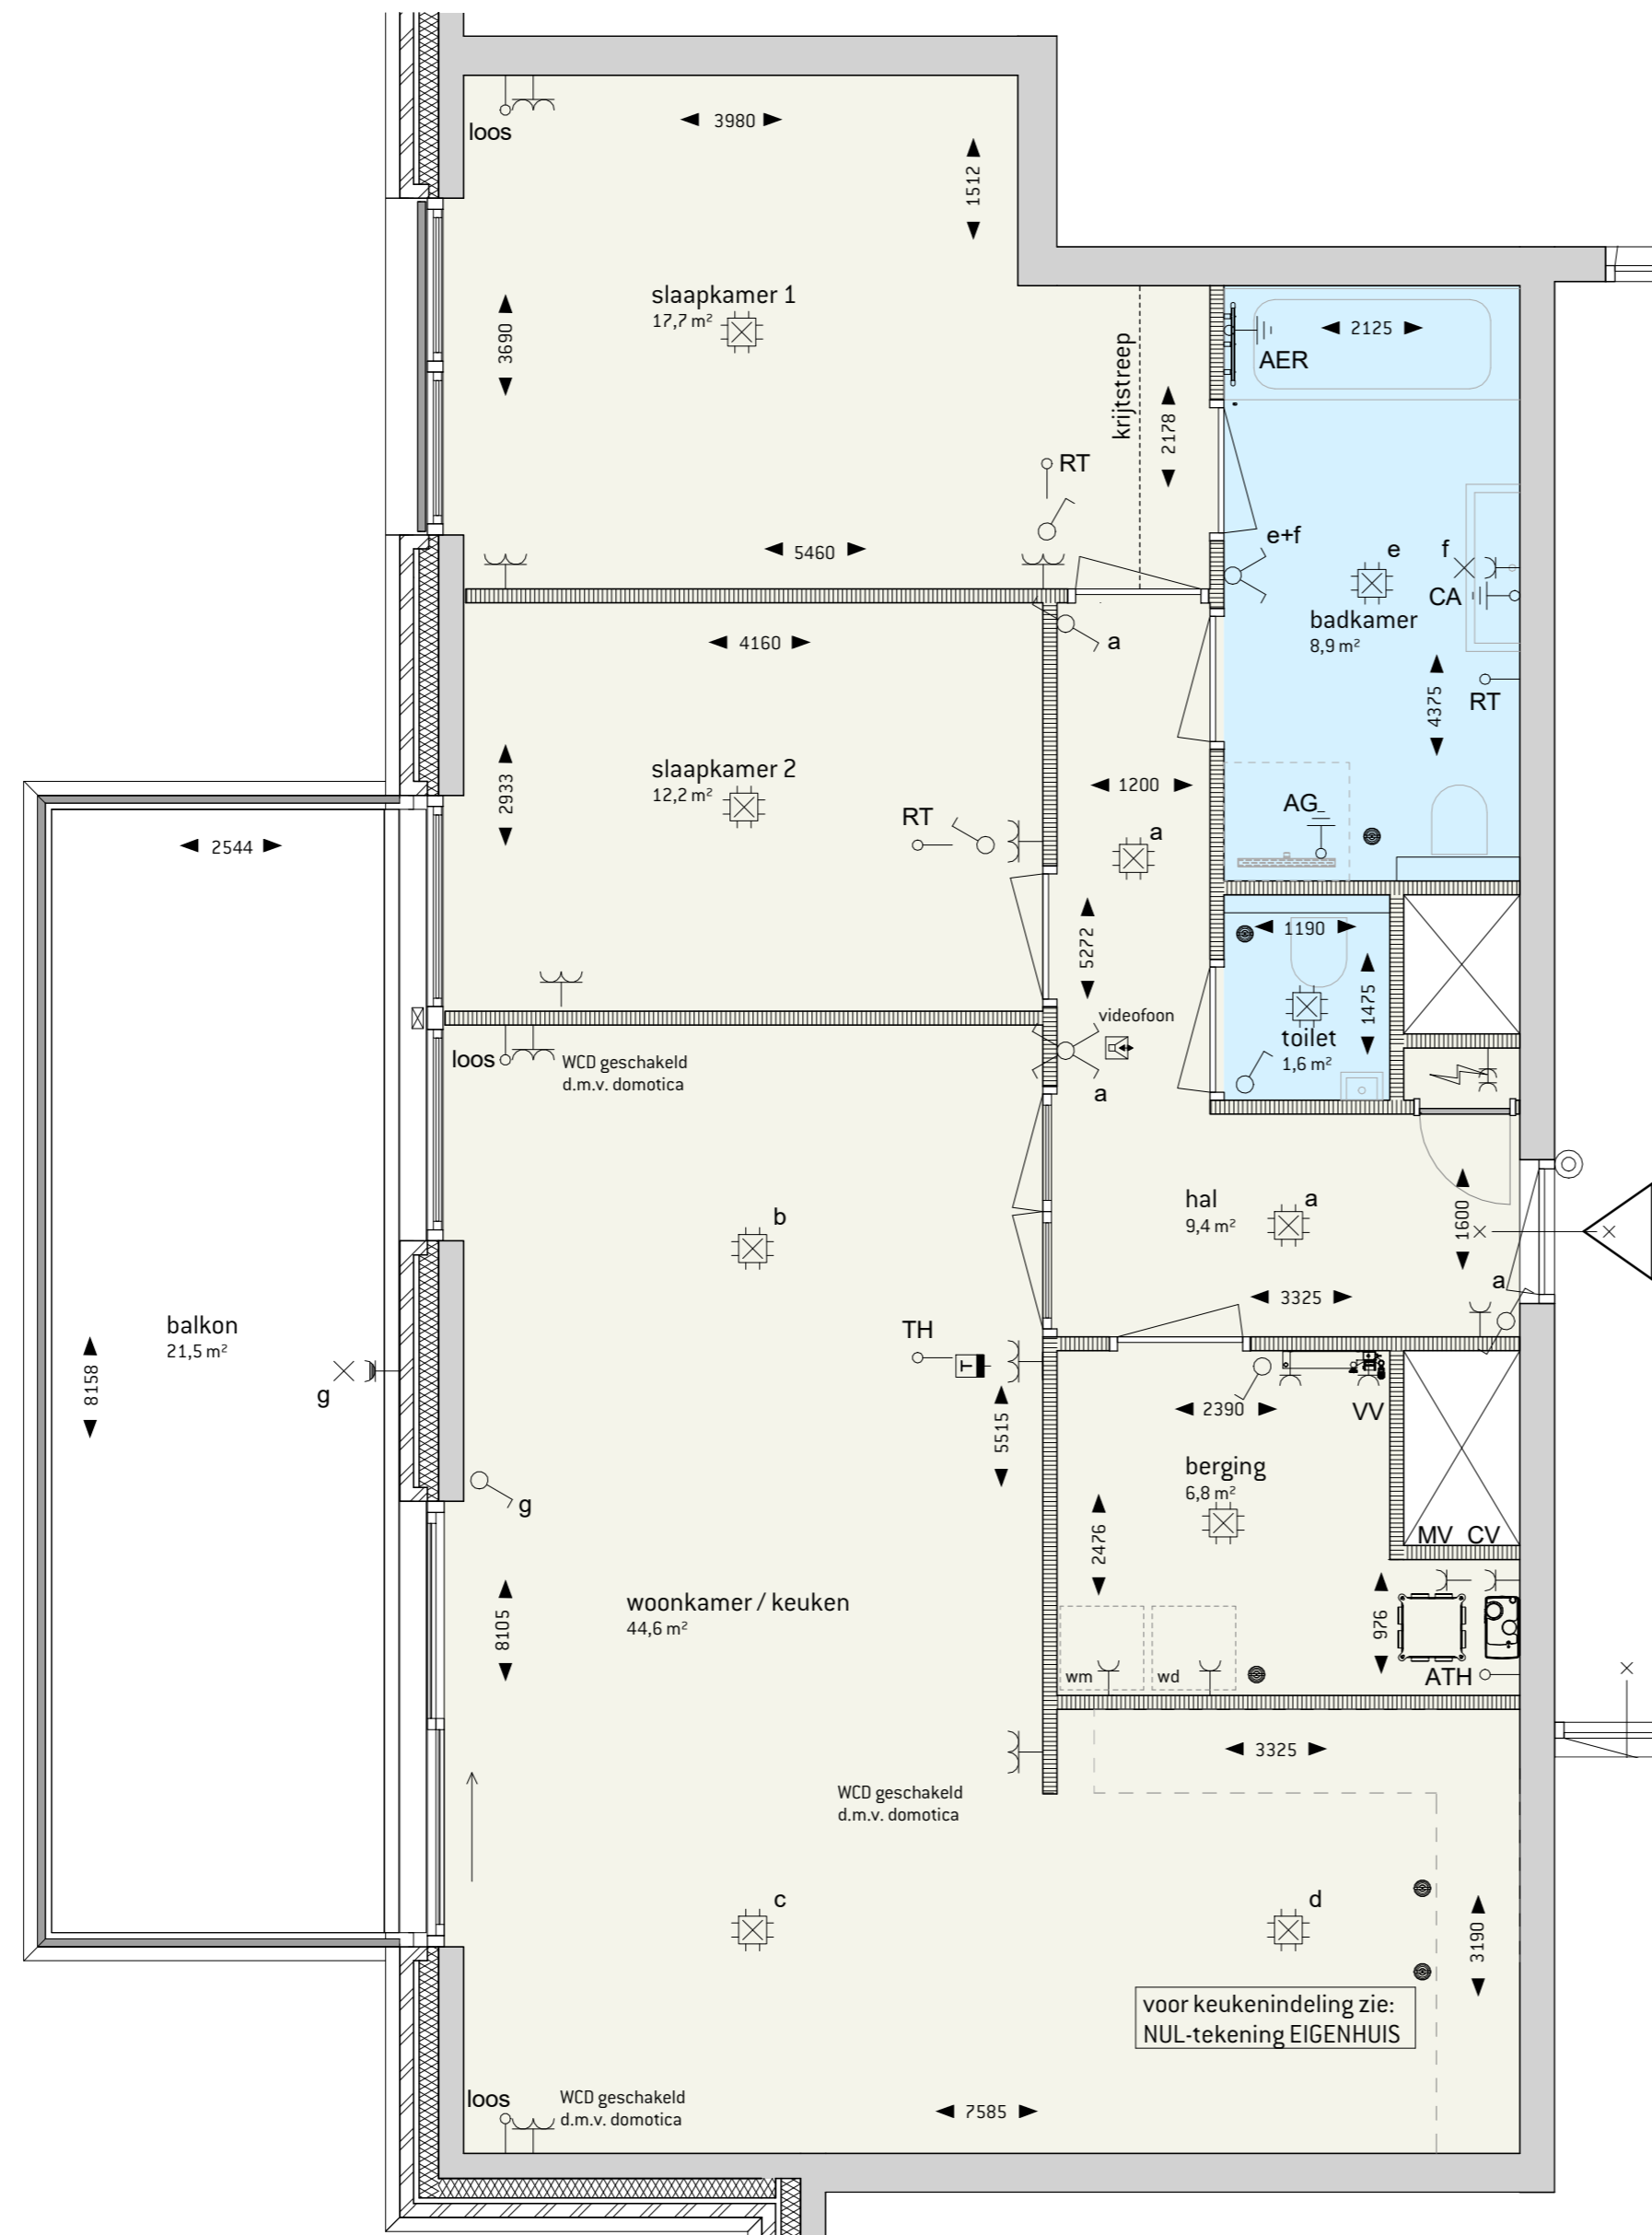 loos
3980
1512
slaapkamer 1
17,7 m²
3690
krijtstreep
2178
2125
AER
RT
5460
e+f
e
f
CA
badkamer
8,9 m²
RT
4375
4160
a
slaapkamer 2
12,2 m²
2933
RT
1200
a
AG
5272
1190
1475
toilet
1,6 m²
videofoon
a
2544
loos
WCD geschakeld
d.m.v. domotica
b
hal
9,4 m²
a
1600
3325
a
balkon
21,5 m²
8158
g
TH
T
5515
g
2390
VV
berging
6,8 m²
2476
MV CV
976
ATH
wm
wd
woonkamer / keuken
44,6 m²
8105
3325
WCD geschakeld
d.m.v. domotica
c
d
3190
voor keukenindeling zie:
NUL-tekening EIGENHUIS
loos
WCD geschakeld
d.m.v. domotica
7585